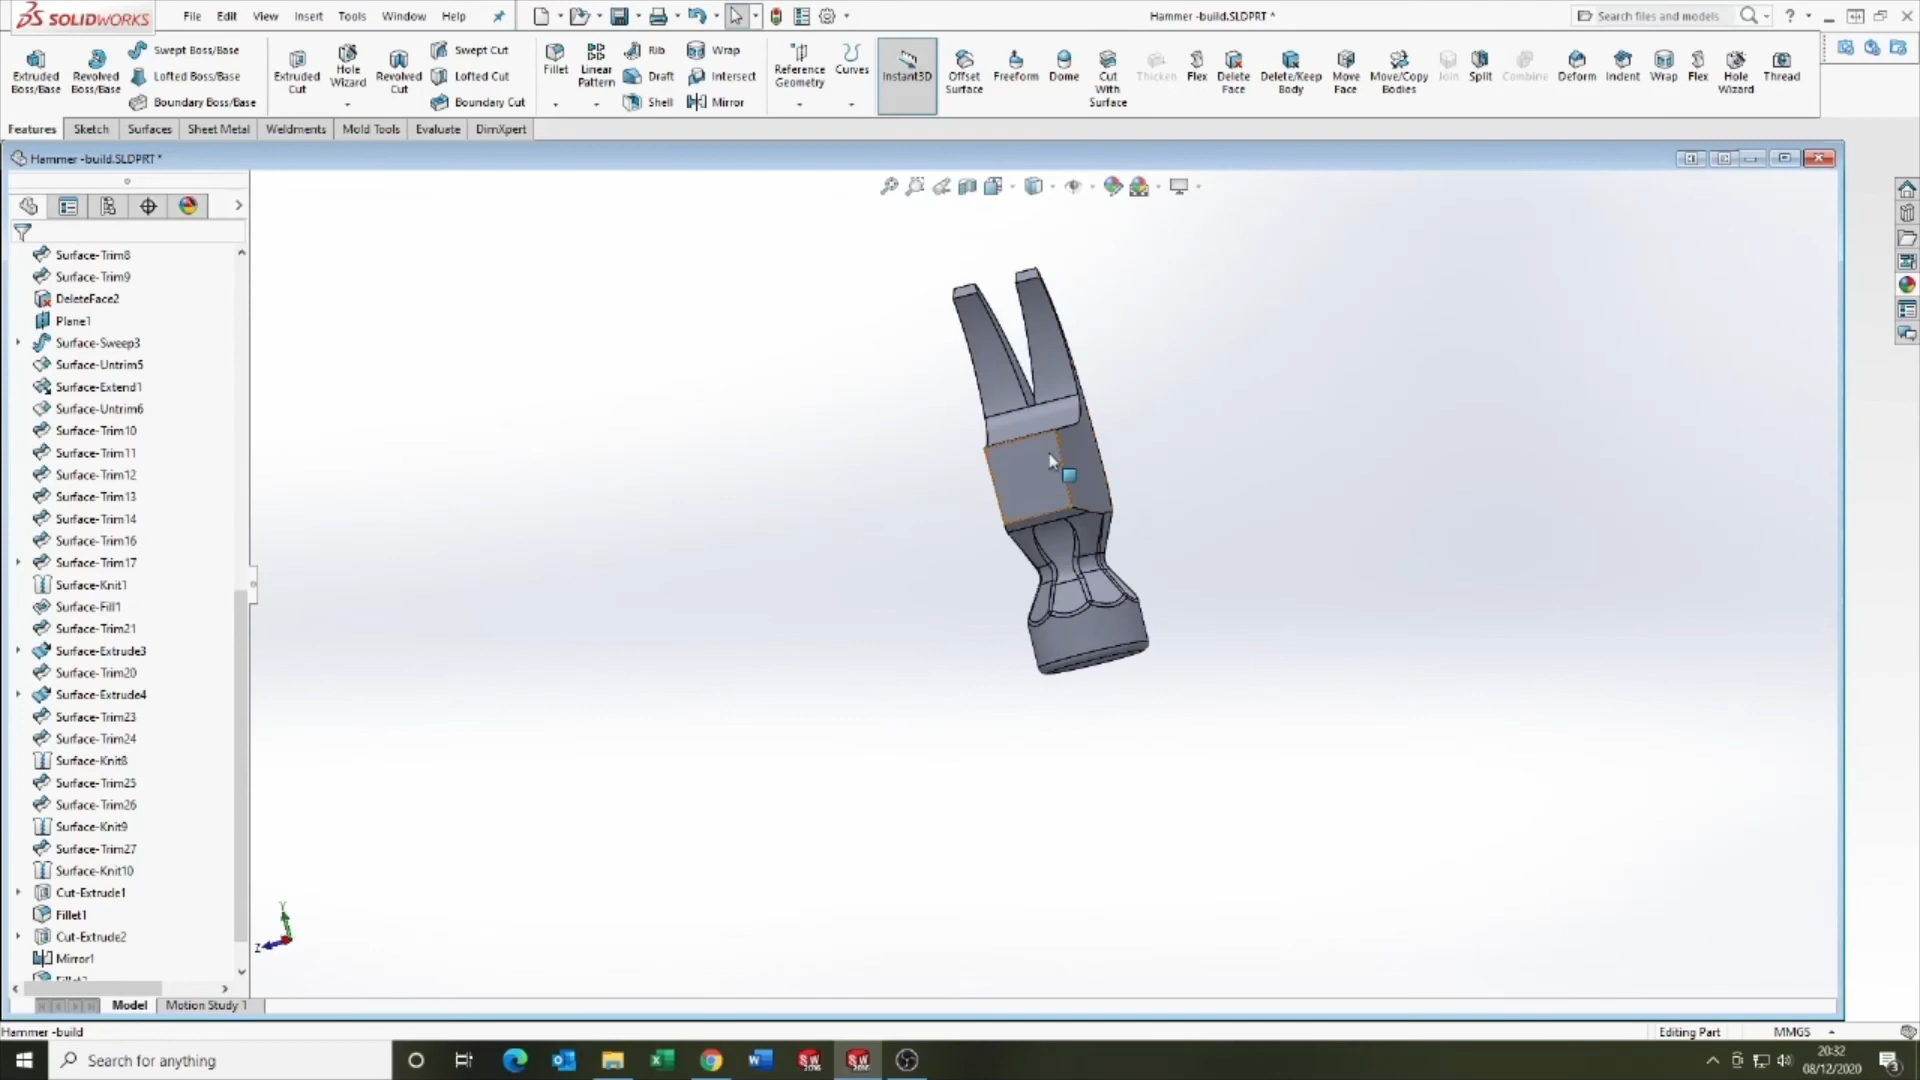 SOLIDWORKS
File Edit View Insert Tools Window Help
Hammer -build.SLDPRT *
Search files and models
?
Extruded Boss/Base
Revolved Boss/Base
Swept Boss/Base
Lofted Boss/Base
Boundary Boss/Base
Extruded Cut
Hole Wizard
Revolved Cut
Swept Cut
Lofted Cut
Boundary Cut
Fillet
Linear Pattern
Rib
Draft
Shell
Wrap
Intersect
Mirror
Reference Geometry
Curves
Instant3D
Offset Surface
Freeform
Dome
Cut With Surface
Thicken
Flex
Delete Face
Delete/Keep Body
Move Face
Move/Copy Bodies
Join
Split
Combine
Deform
Indent
Wrap
Flex
Hole Wizard
Thread
Features Sketch Surfaces Sheet Metal Weldments Mold Tools Evaluate DimXpert
Hammer -build.SLDPRT *
Surface-Trim8
Surface-Trim9
DeleteFace2
Plane1
Surface-Sweep3
Surface-Untrim5
Surface-Extend1
Surface-Untrim6
Surface-Trim10
Surface-Trim11
Surface-Trim12
Surface-Trim13
Surface-Trim14
Surface-Trim16
Surface-Trim17
Surface-Knit1
Surface-Fill1
Surface-Trim21
Surface-Extrude3
Surface-Trim20
Surface-Extrude4
Surface-Trim23
Surface-Trim24
Surface-Knit8
Surface-Trim25
Surface-Trim26
Surface-Knit9
Surface-Trim27
Surface-Knit10
Cut-Extrude1
Fillet1
Cut-Extrude2
Mirror1
Y
Z
Model Motion Study 1
Hammer -build
Editing Part MMGS
Search for anything
20:32
08/12/2020
3